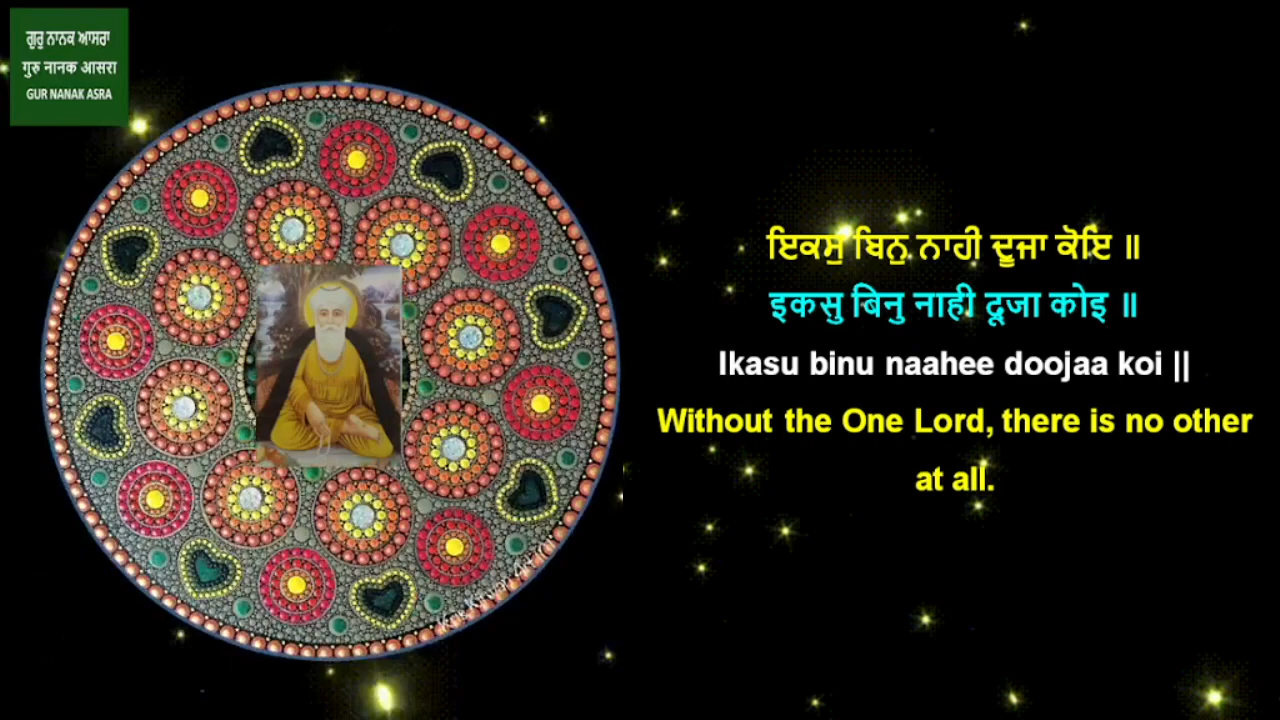 ਗੁਰੂ ਨਾਨਕ ਆਸਰਾ
गुरु नानक आसरा
GUR NANAK ASRA
ਇਕਸੁ ਬਿਨੁ ਨਾਹੀ ਦੂਜਾ ਕੋਇ ॥
इकसु बिनु नाही दूजा कोइ ॥
Ikasu binu naahee doojaa koi ||
Without the One Lord, there is no other
at all.